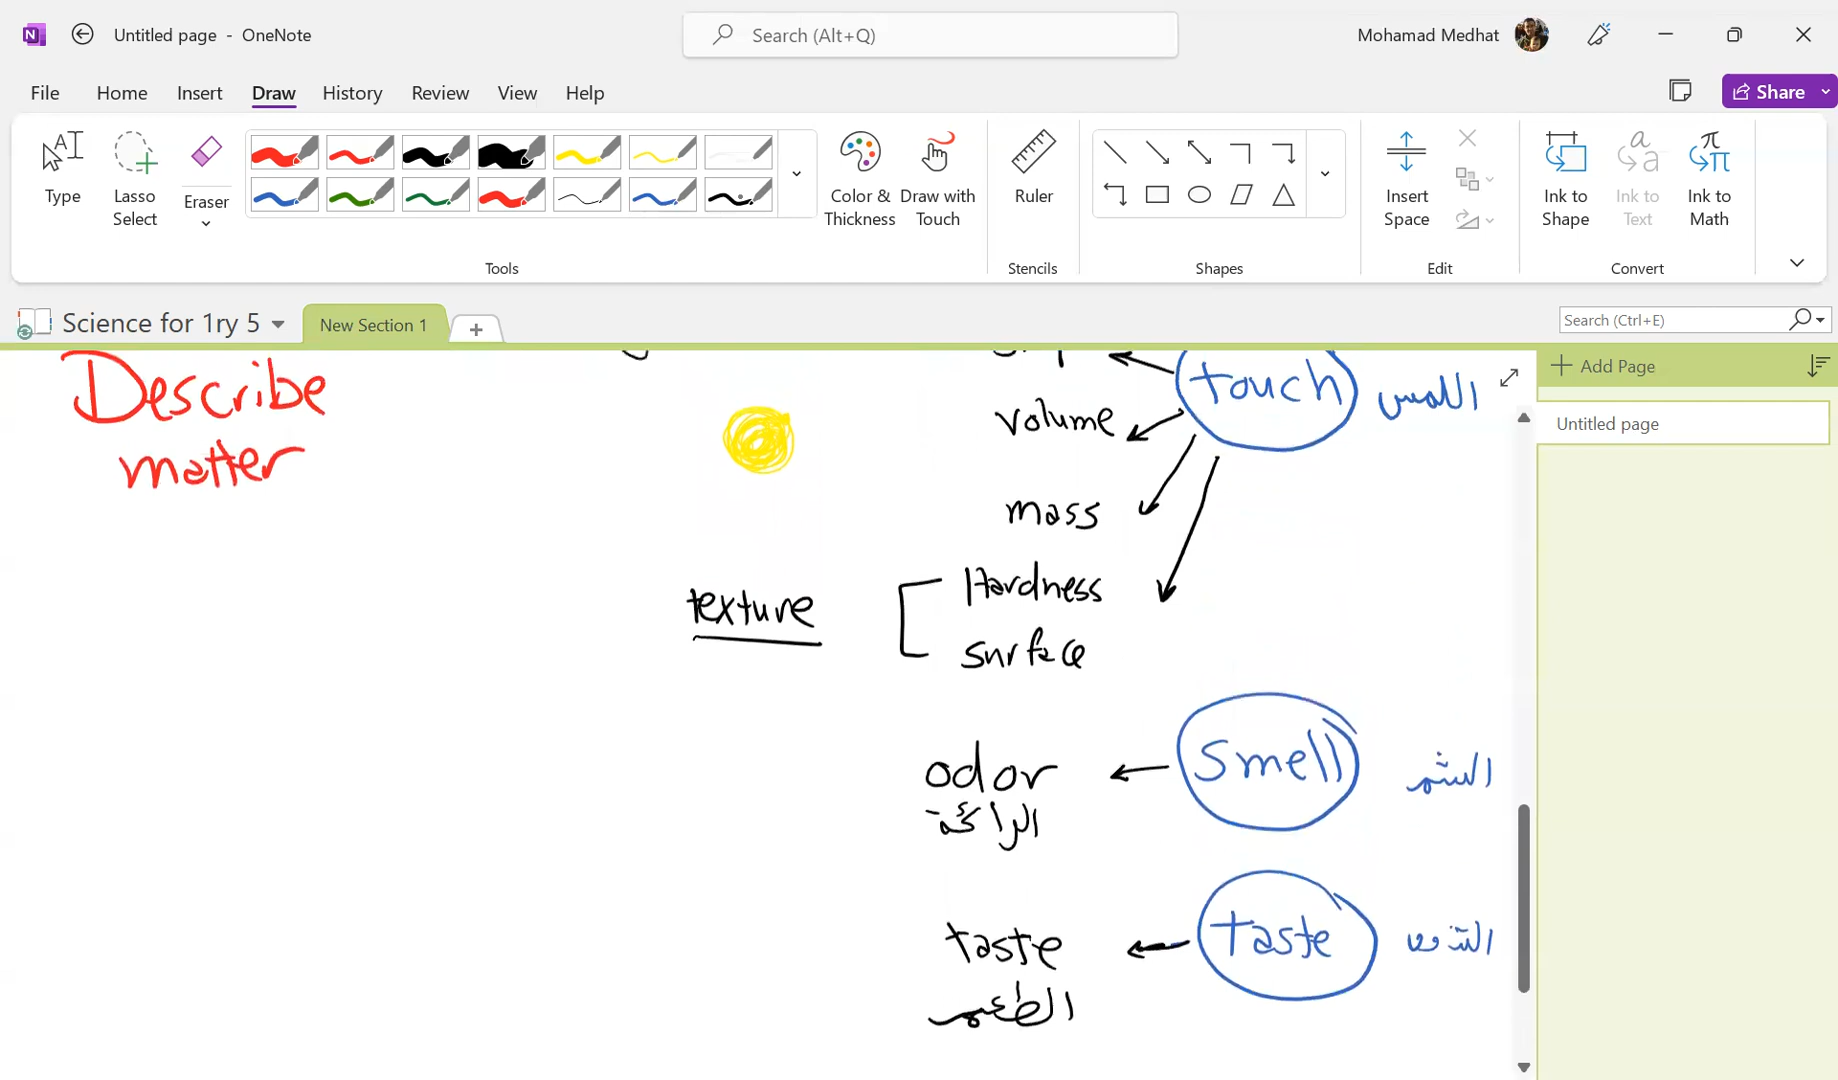 Untitled page - OneNote
Search (Alt+Q)
Mohamad Medhat
File Home Insert Draw History Review View Help
Share
Type
Lasso Select
Eraser
Color & Thickness
Draw with Touch
Ruler
Insert Space
Ink to Shape
Ink to Text
Ink to Math
Tools
Stencils
Shapes
Edit
Convert
Science for 1ry 5
New Section 1
Search (Ctrl+E)
Add Page
Untitled page
Describe
matter
touch
اللمس
volume
mass
texture
Hardness
surface
smell
الشم
odor
الرائحة
taste
التذوق
taste
الطعم